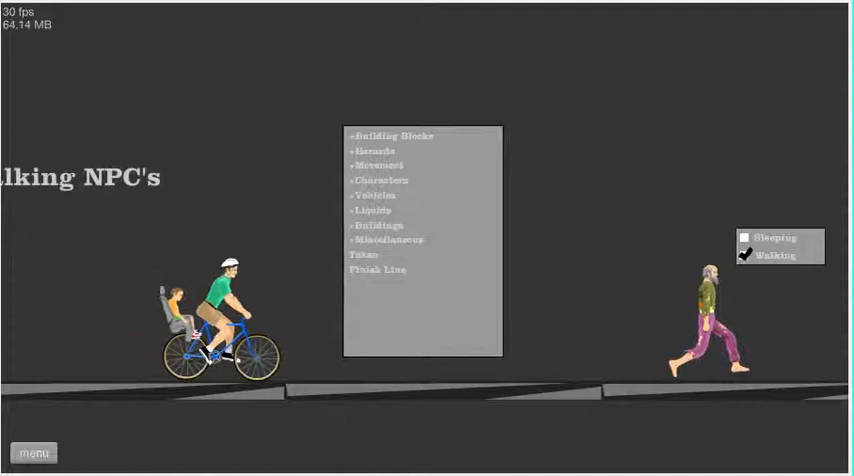 30 fps
64.14 MB
lking NPC's
+Building Blocks
+Hazards
+Movement
+Characters
+Vehicles
+Liquids
+Buildings
+Miscellaneous
Token
Finish Line
Sleeping
Walking
menu